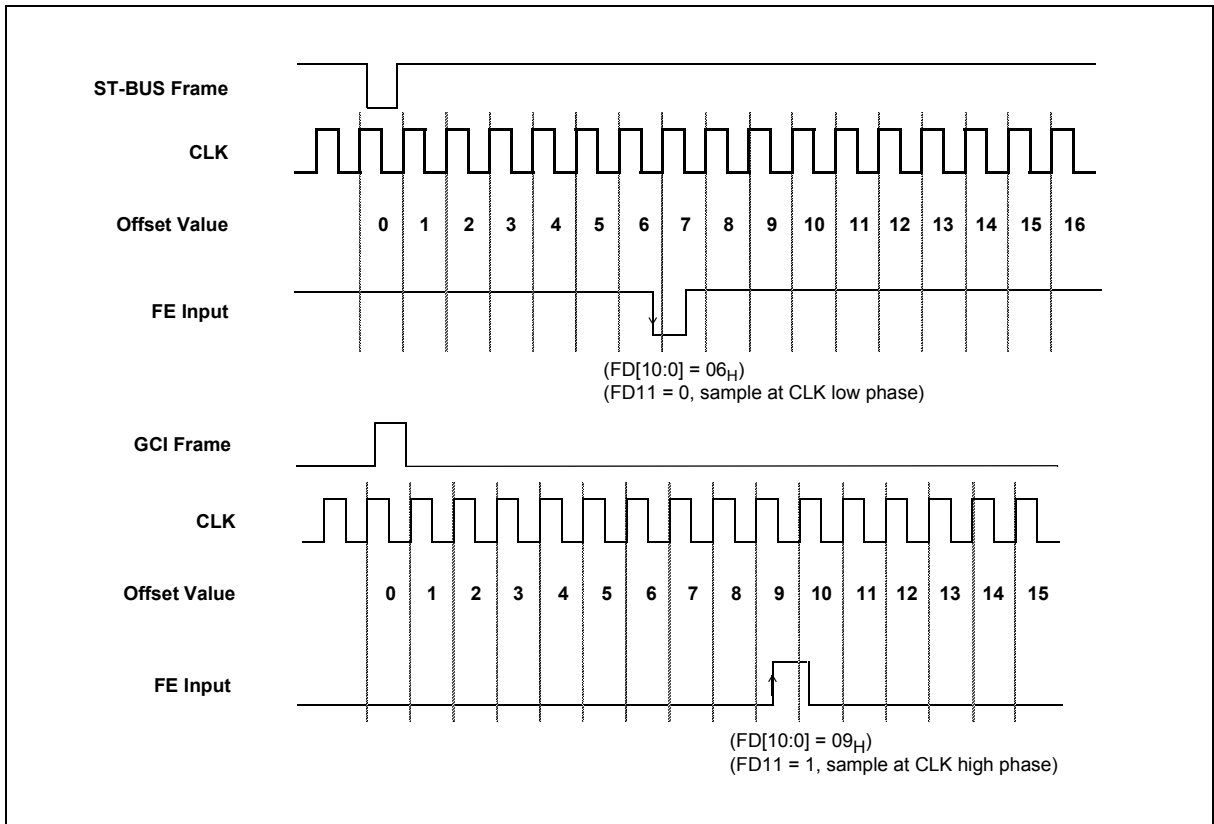 ST-BUS Frame
CLK
Offset Value 0 1 2 3 4 5 6 7 8 9 10 11 12 13 14 15 16
FE Input
(FD[10:0] = 06H)
(FD11 = 0, sample at CLK low phase)
GCI Frame
CLK
Offset Value 0 1 2 3 4 5 6 7 8 9 10 11 12 13 14 15
FE Input
(FD[10:0] = 09H)
(FD11 = 1, sample at CLK high phase)